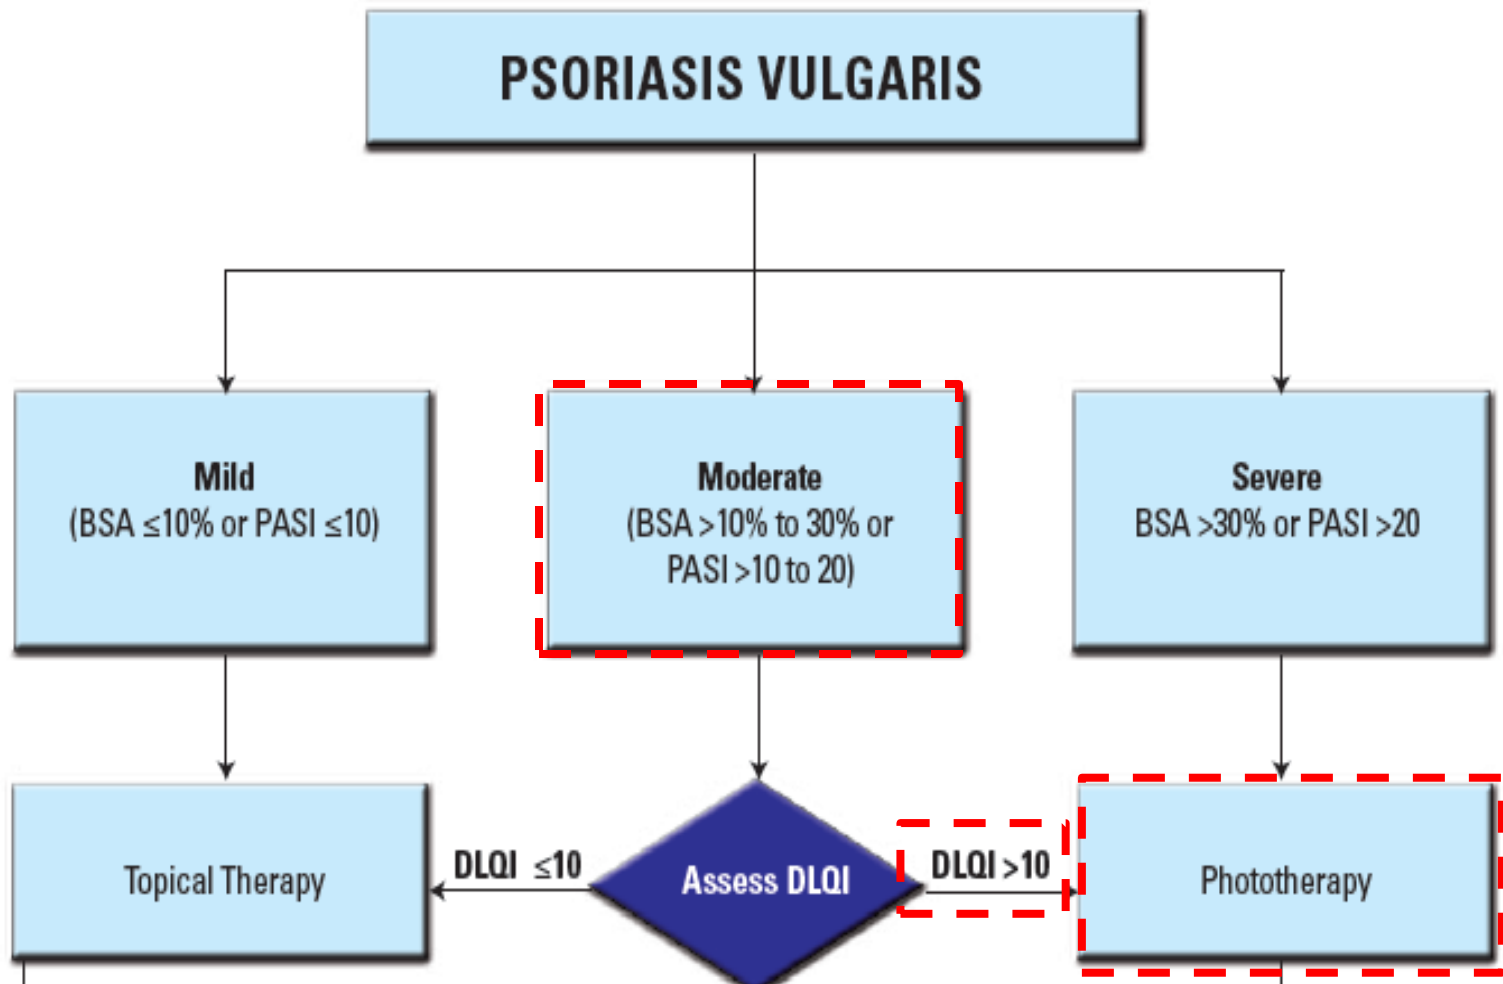 PSORIASIS VULGARIS
Mild
(BSA ≤10% or PASI ≤10)
Moderate
(BSA >10% to 30% or
PASI >10 to 20)
Severe
BSA >30% or PASI >20
Topical Therapy
DLQI ≤10
Assess DLQI
DLQI >10
Phototherapy